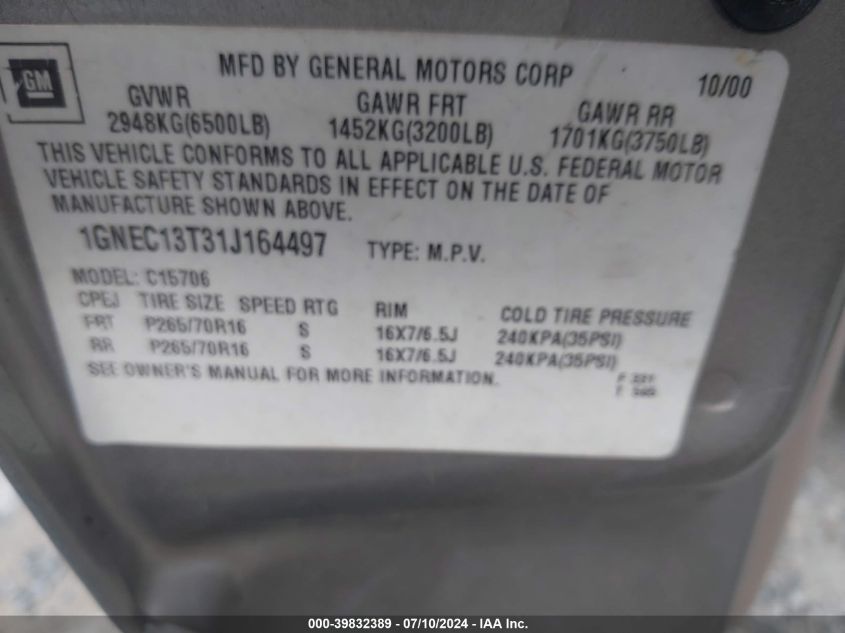 GM
MFD BY GENERAL MOTORS CORP 10/00
GVWR GAWR FRT GAWR RR
2948KG(6500LB) 1452KG(3200LB) 1701KG(3750LB)
THIS VEHICLE CONFORMS TO ALL APPLICABLE U.S. FEDERAL MOTOR
VEHICLE SAFETY STANDARDS IN EFFECT ON THE DATE OF
MANUFACTURE SHOWN ABOVE.
1GNEC13T31J164497 TYPE: M.P.V.
MODEL: C15706
CPEJ TIRE SIZE SPEED RTG RIM COLD TIRE PRESSURE
FRT P265/70R16 S 16X7/6.5J 240KPA(35PSI)
RR P265/70R16 S 16X7/6.5J 240KPA(35PSI)
SEE OWNER'S MANUAL FOR MORE INFORMATION.
000-39832389 - 07/10/2024 - IAA Inc.